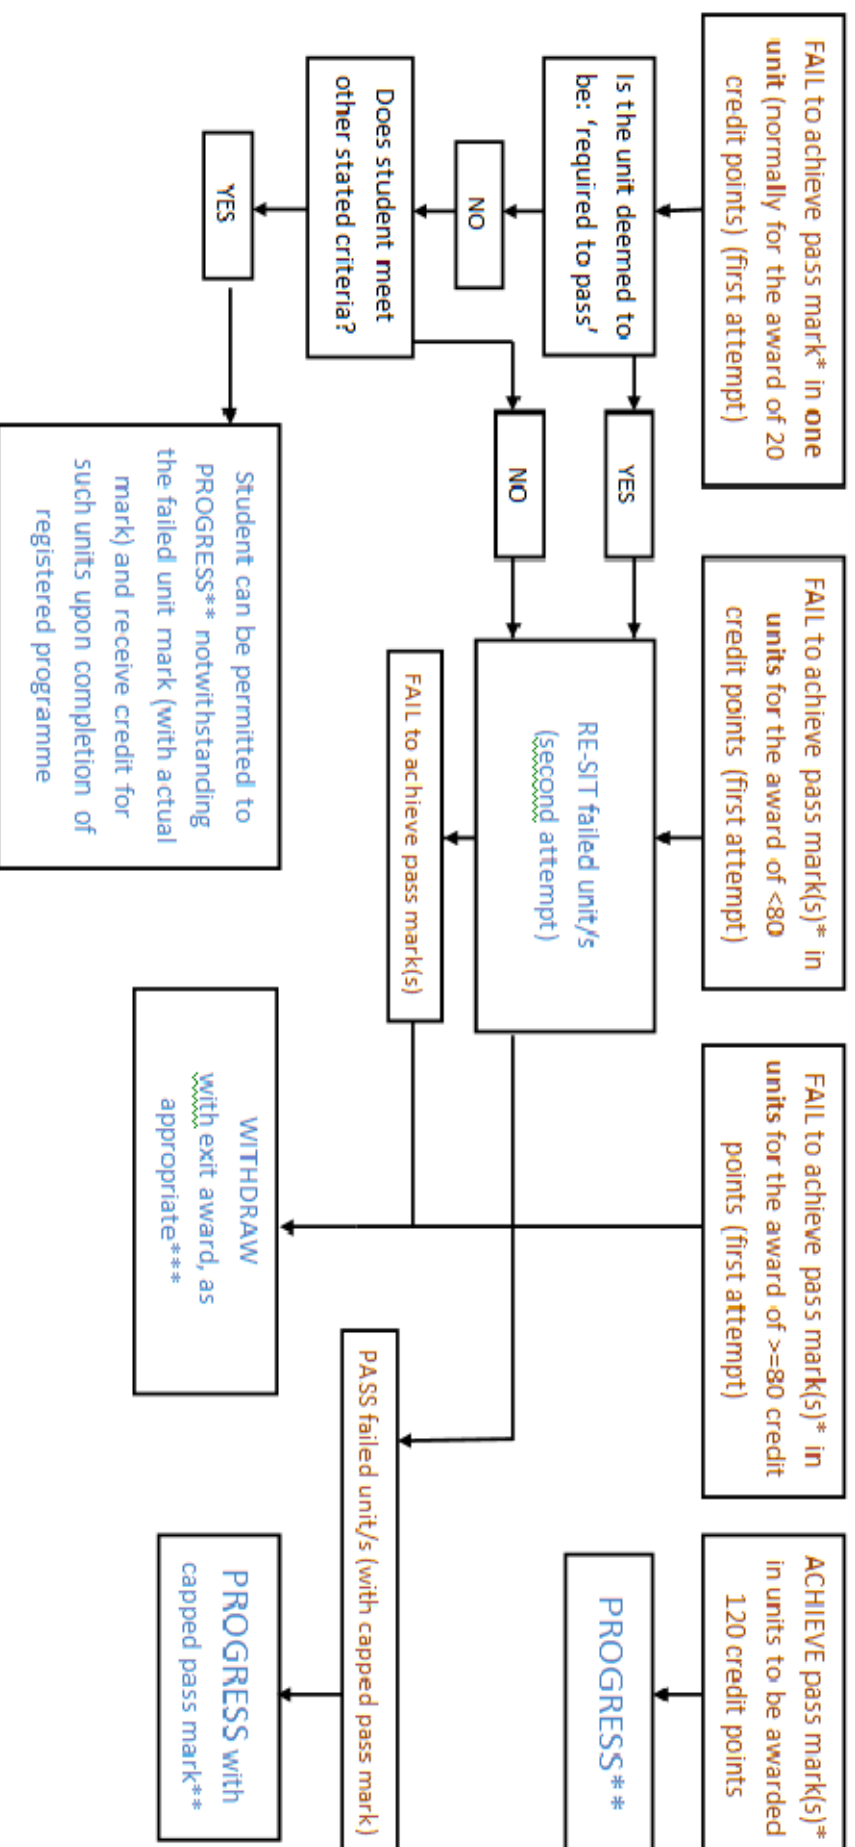 FAIL to achieve pass mark* in one
unit (normally for the award of 20
credit points) (first attempt)
FAIL to achieve pass mark(s)* in
units for the award of <80
credit points (first attempt)
FAIL to achieve pass mark(s)* in
units for the award of >=80 credit
points (first attempt)
ACHIEVE pass mark(s)*
in units to be awarded
120 credit points
Is the unit deemed to
be: ‘required to pass’
YES
NO
NO
RE-SIT failed unit/s
(second attempt)
PROGRESS**
Does student meet
other stated criteria?
FAIL to achieve pass mark(s)
PASS failed unit/s (with capped pass mark)
YES
Student can be permitted to
PROGRESS** notwithstanding
the failed unit mark (with actual
mark) and receive credit for
such units upon completion of
registered programme
WITHDRAW
with exit award, as
appropriate***
PROGRESS with
capped pass mark**